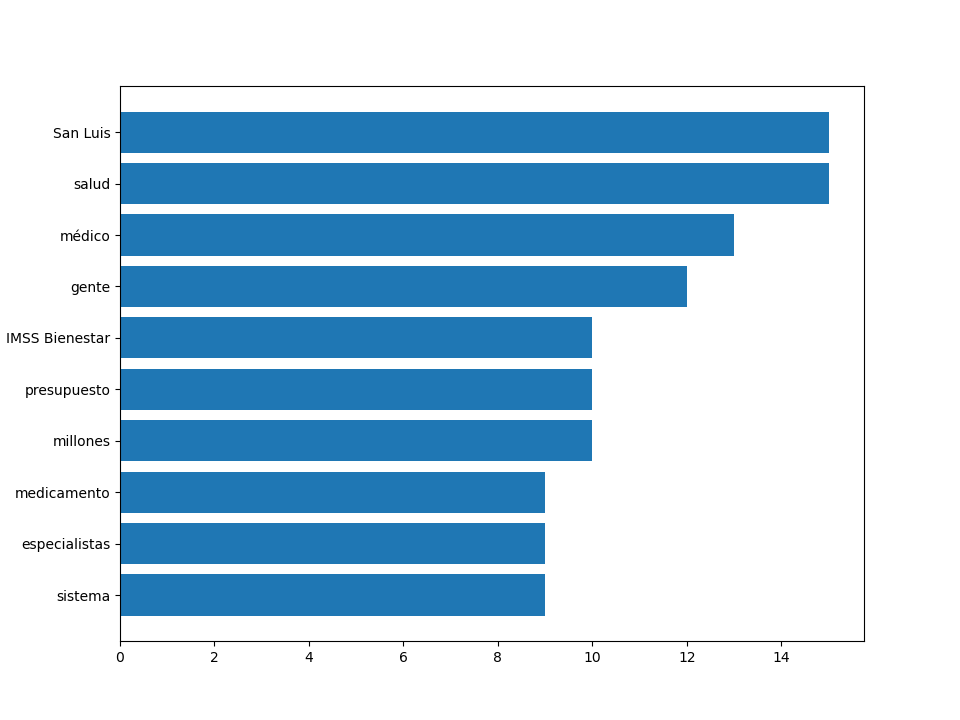 San Luis
salud
médico
gente
IMSS Bienestar
presupuesto
millones
medicamento
especialistas
sistema
0 2 4 6 8 10 12 14